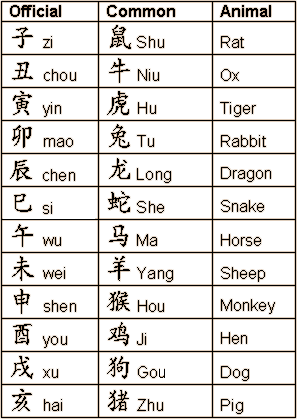 Official Common Animal
子 zi 鼠 Shu Rat
丑 chou 牛 Niu Ox
寅 yin 虎 Hu Tiger
卯 mao 兔 Tu Rabbit
辰 chen 龙 Long Dragon
巳 si 蛇 She Snake
午 wu 马 Ma Horse
未 wei 羊 Yang Sheep
申 shen 猴 Hou Monkey
酉 you 鸡 Ji Hen
戌 xu 狗 Gou Dog
亥 hai 猪 Zhu Pig